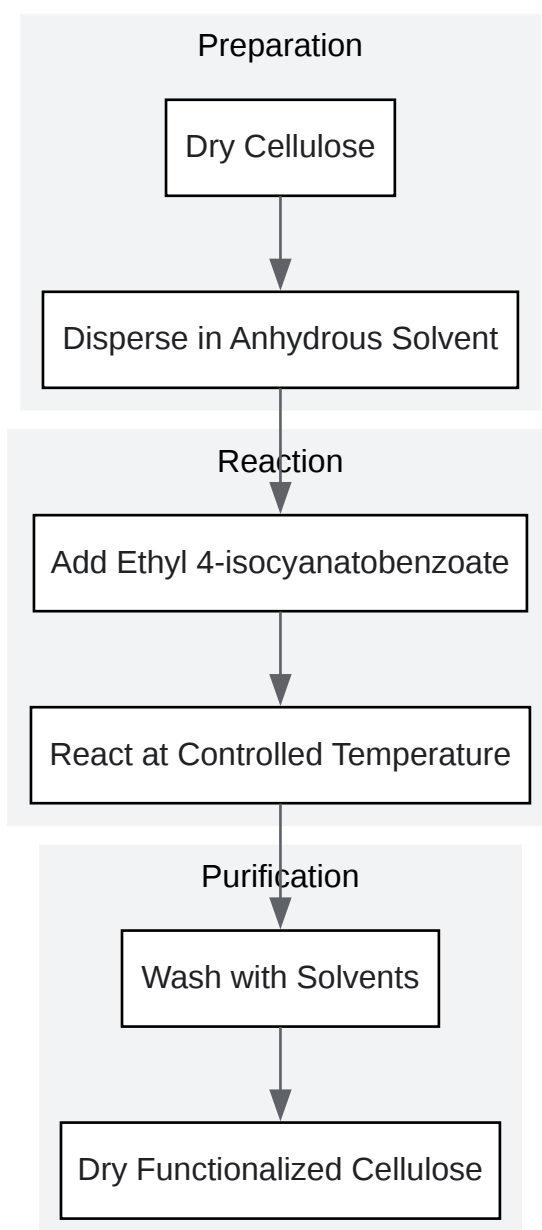 Preparation
Dry Cellulose
Disperse in Anhydrous Solvent
Reaction
Add Ethyl 4-isocyanatobenzoate
React at Controlled Temperature
Purification
Wash with Solvents
Dry Functionalized Cellulose